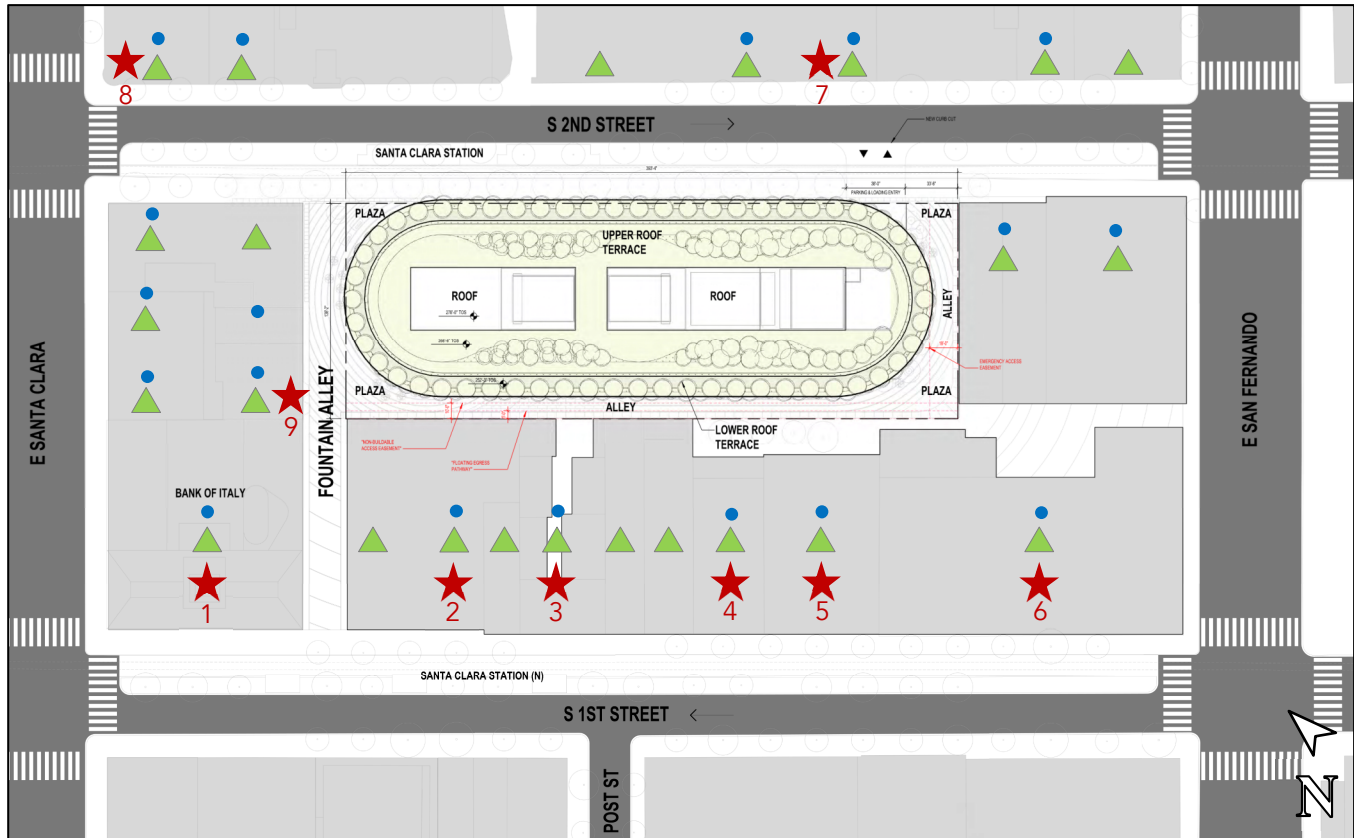 8
7
S 2ND STREET
NEW CURB CUT
SANTA CLARA STATION
PARKING & LOADING ENTRY
PLAZA
PLAZA
UPPER ROOF
TERRACE
ROOF
ROOF
ALLEY
E SANTA CLARA
E SAN FERNANDO
EMERGENCY ACCESS
EASEMENT
9
FOUNTAIN ALLEY
PLAZA
PLAZA
ALLEY
LOWER ROOF
TERRACE
"NON-BUILDABLE
ACCESS EASEMENT"
"FLOATING EGRESS
PATHWAY"
BANK OF ITALY
1
2
3
4
5
6
SANTA CLARA STATION (N)
S 1ST STREET
POST ST
N